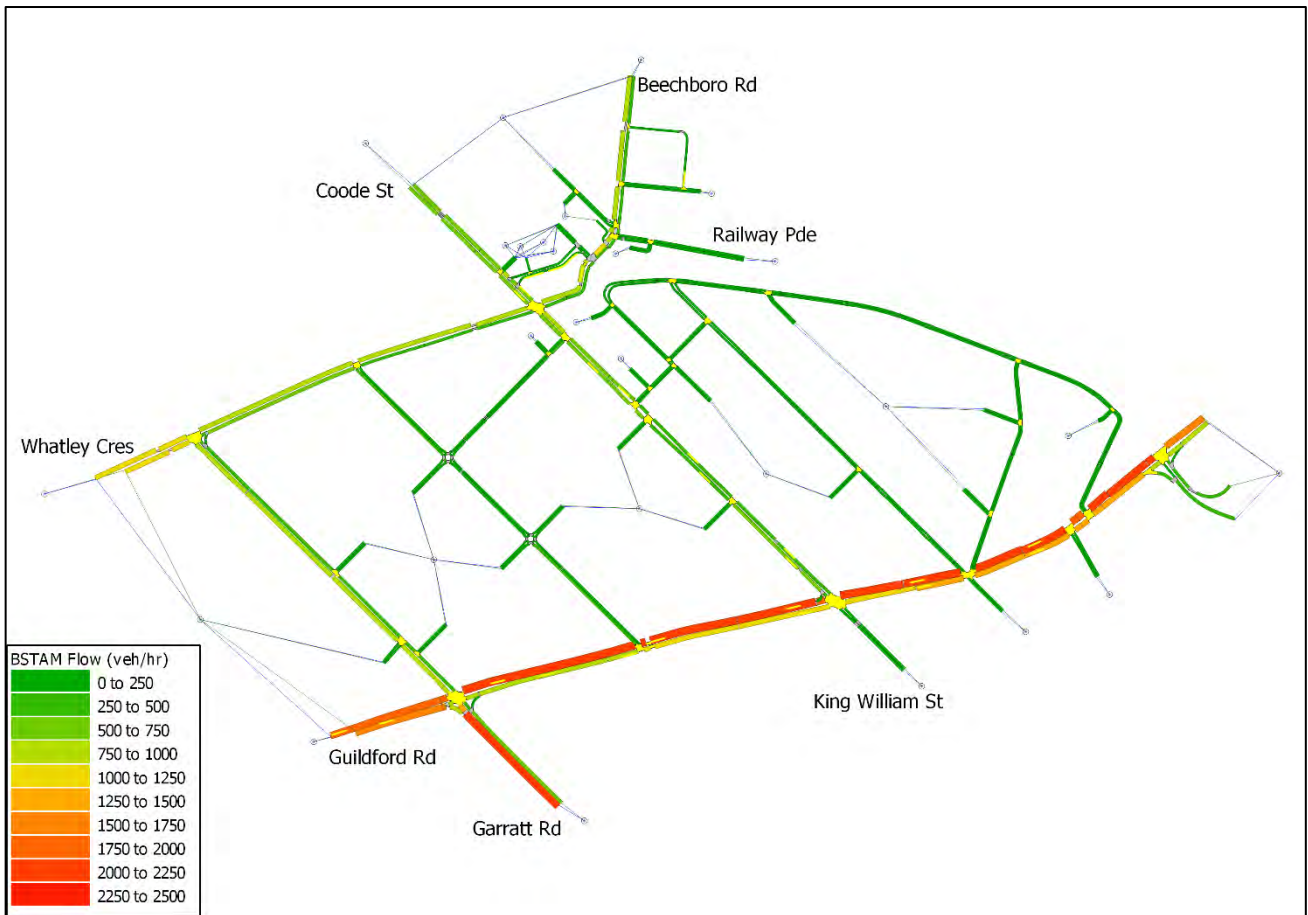 Beechboro Rd
Coode St
Railway Pde
Whatley Cres
King William St
Guildford Rd
Garratt Rd
BSTAM Flow (veh/hr)
0 to 250
250 to 500
500 to 750
750 to 1000
1000 to 1250
1250 to 1500
1500 to 1750
1750 to 2000
2000 to 2250
2250 to 2500